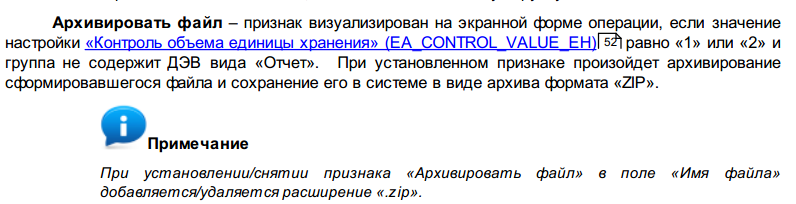 Архивировать файл – признак визуализирован на экранной форме операции, если значение
настройки «Контроль объема единицы хранения» (EA_CONTROL_VALUE_EH) 52 равно «1» или «2» и
группа не содержит ДЭВ вида «Отчет». При установленном признаке произойдет архивирование
сформировавшегося файла и сохранение его в системе в виде архива формата «ZIP».
Примечание
При установлении/снятии признака «Архивировать файл» в поле «Имя файла»
добавляется/удаляется расширение «.zip».